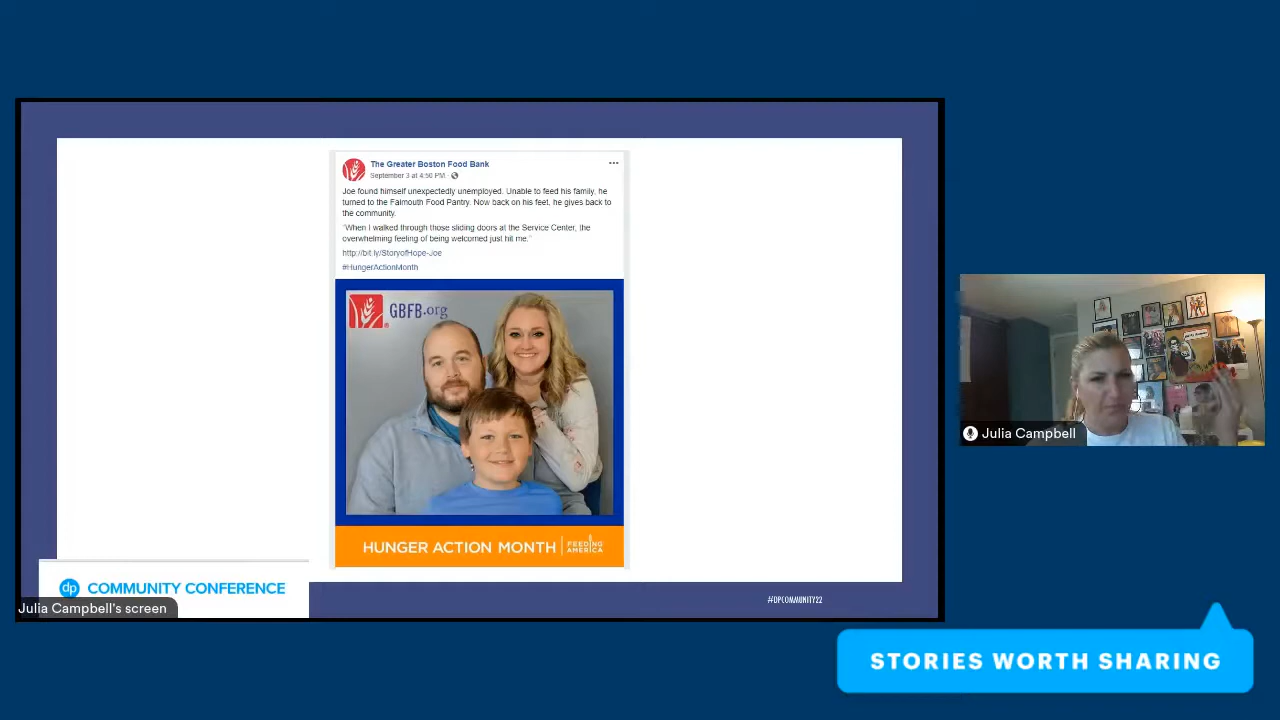 The Greater Boston Food Bank
September 3 at 4:50 PM ·
Joe found himself unexpectedly unemployed. Unable to feed his family, he
turned to the Falmouth Food Pantry. Now back on his feet, he gives back to
the community.
"When I walked through those sliding doors at the Service Center, the
overwhelming feeling of being welcomed just hit me."
http://bit.ly/StoryofHope-Joe
#HungerActionMonth
GBFB.org
HUNGER ACTION MONTH
FEEDING
AMERICA
dp COMMUNITY CONFERENCE
Julia Campbell's screen
#DPCOMMUNITY22
Julia Campbell
STORIES WORTH SHARING